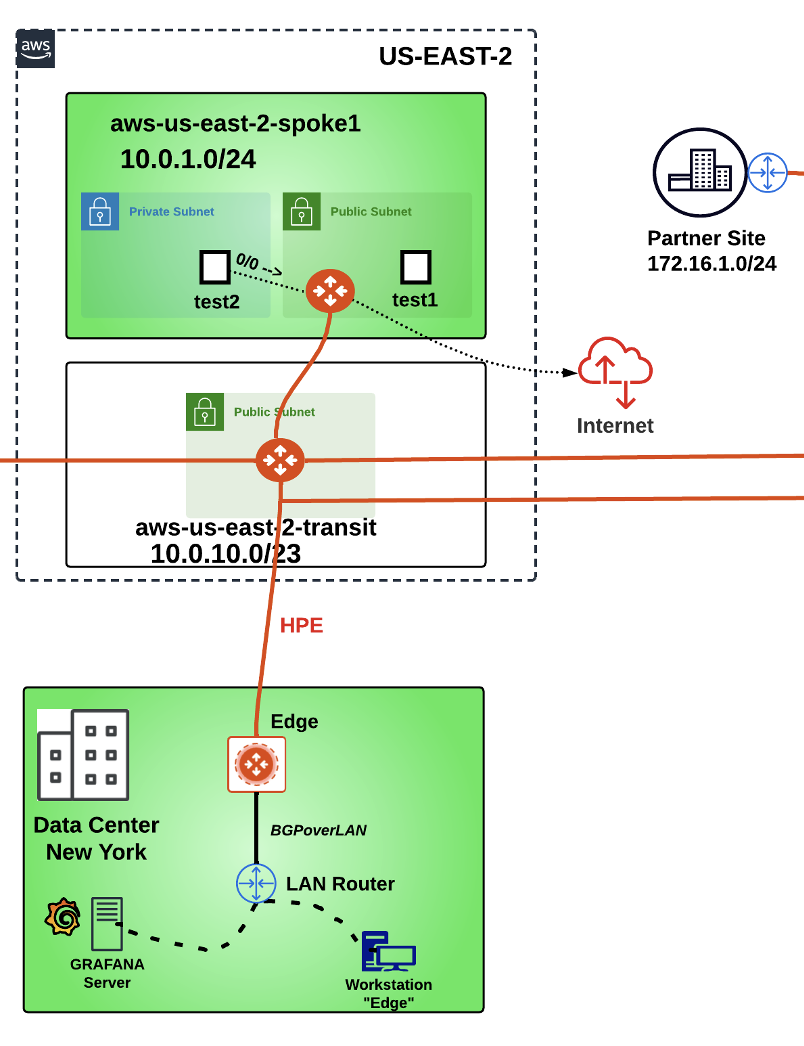 aws
US-EAST-2
aws-us-east-2-spoke1
10.0.1.0/24
Private Subnet
Public Subnet
0/0 -->
test2
test1
Partner Site
172.16.1.0/24
Internet
Public Subnet
aws-us-east-2-transit
10.0.10.0/23
HPE
Edge
Data Center
New York
BGPoverLAN
LAN Router
GRAFANA
Server
Workstation
"Edge"